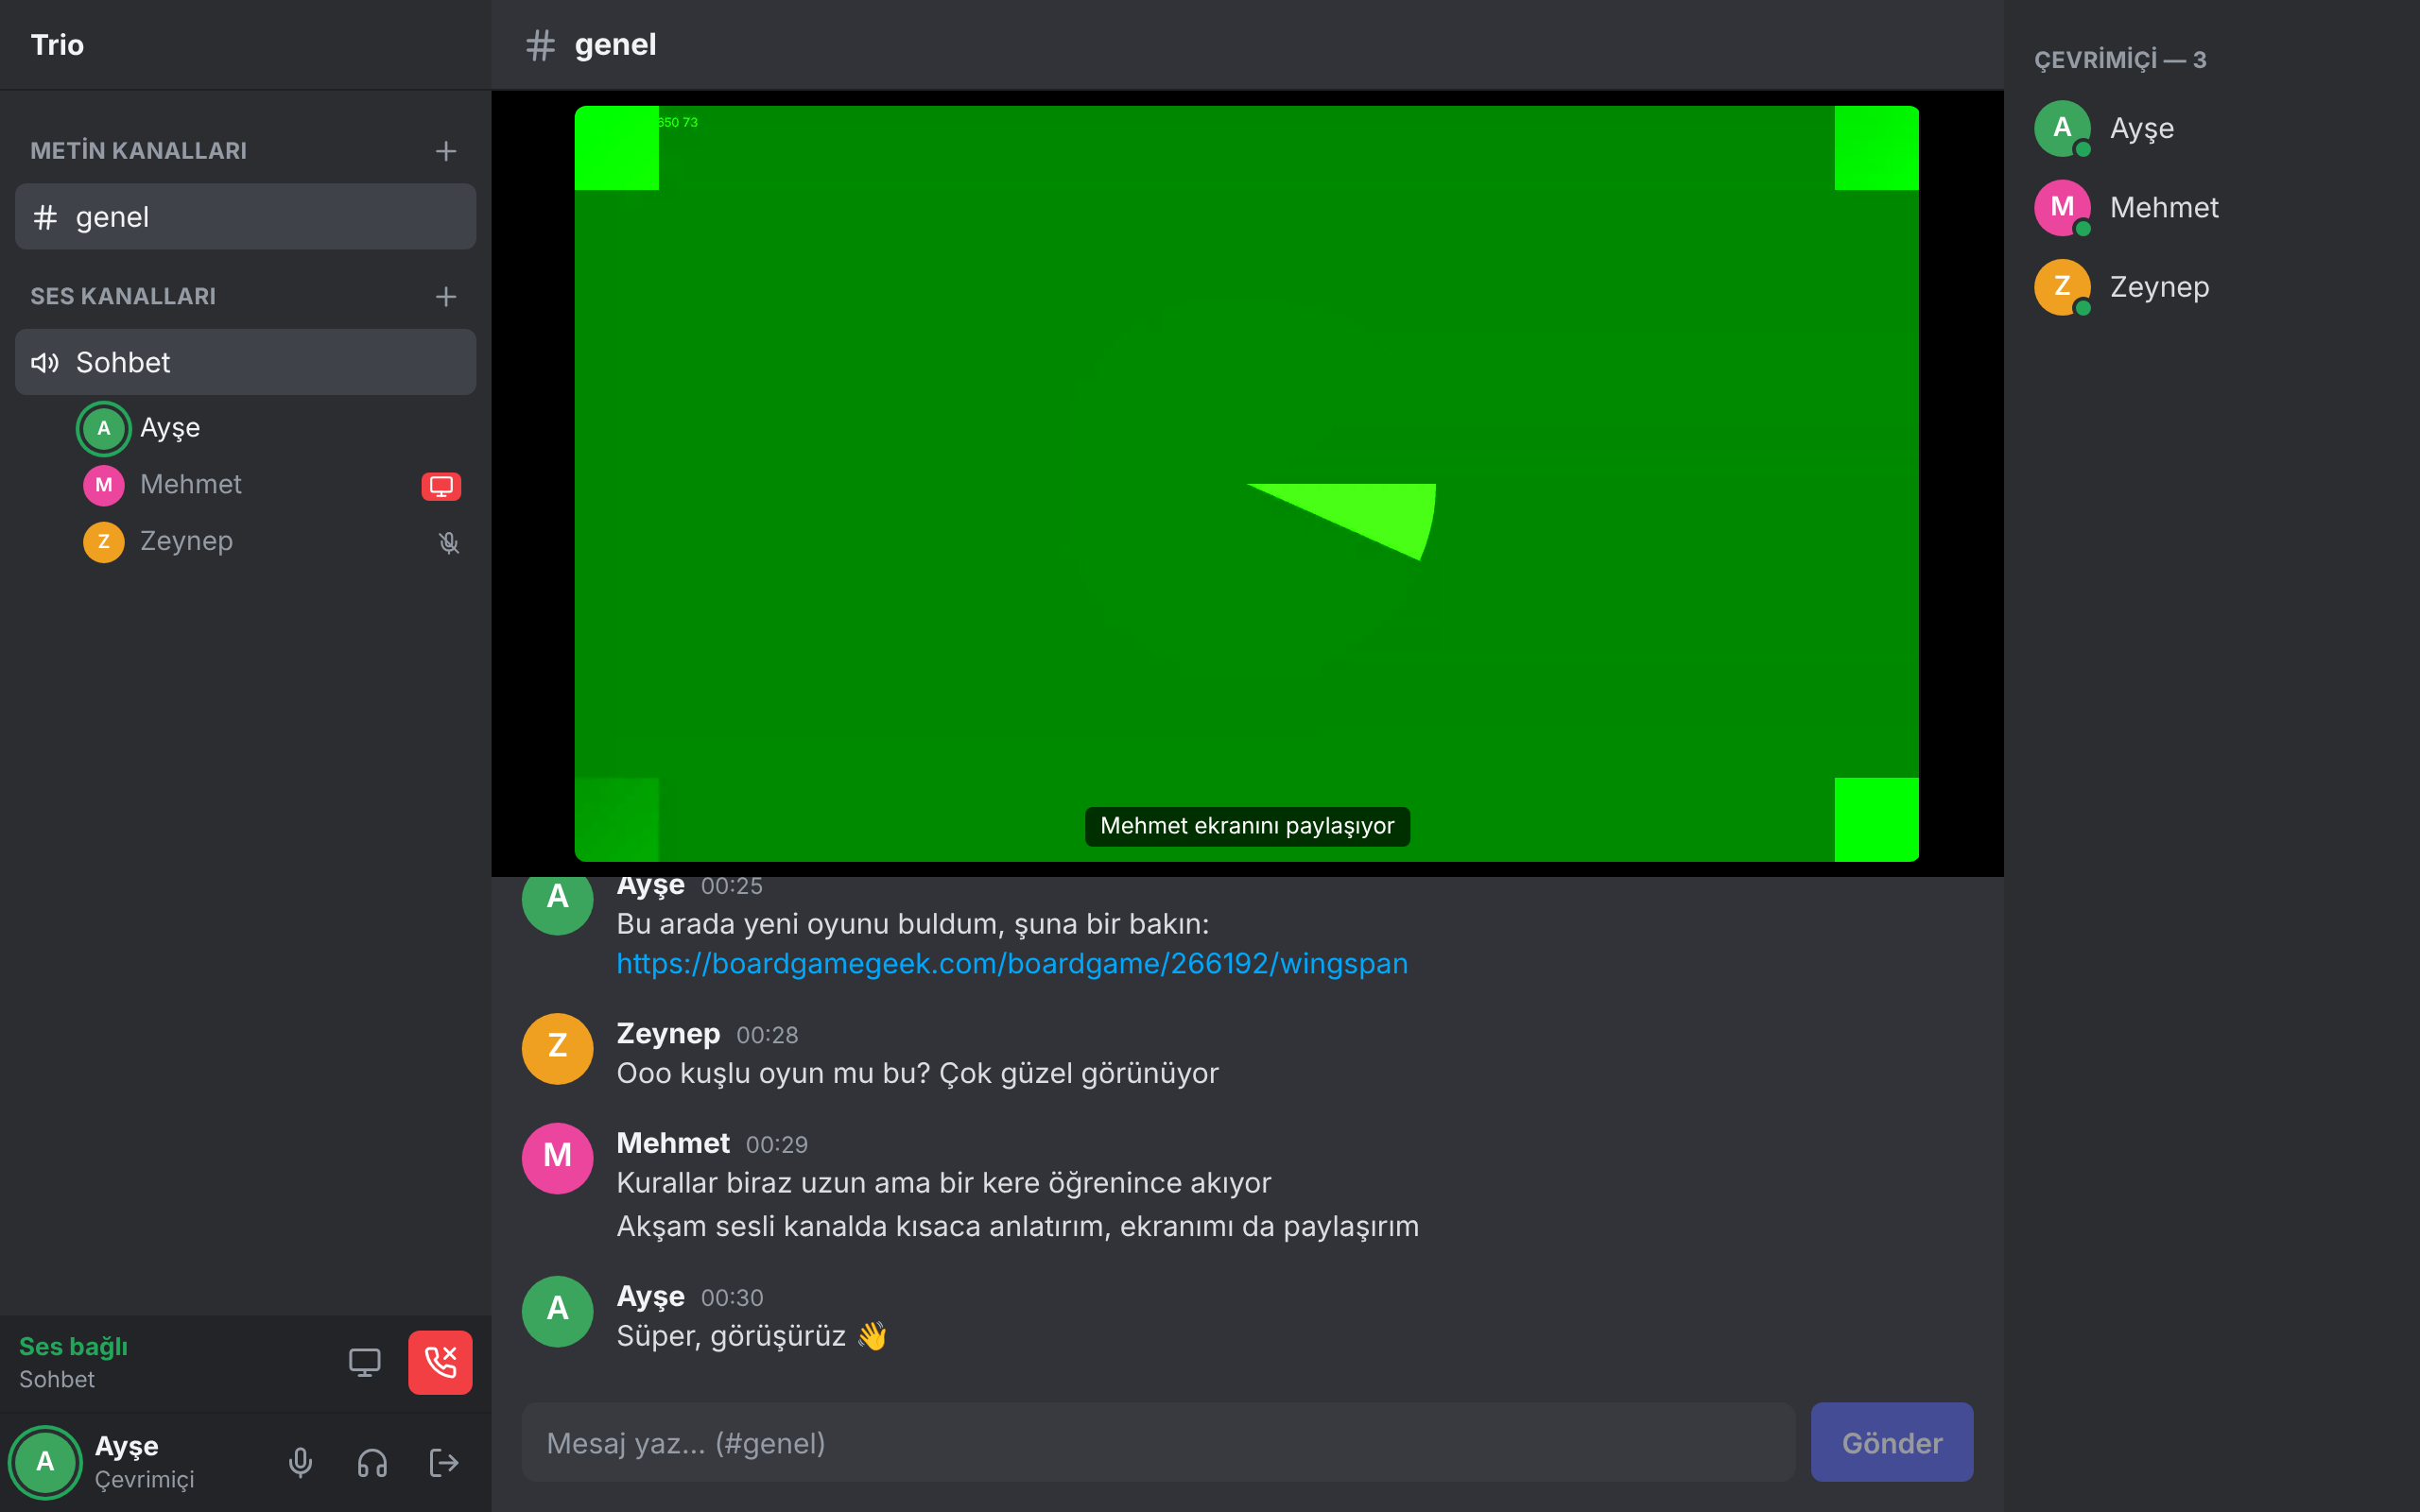 Trio
METİN KANALLARI
genel
SES KANALLARI
Sohbet
A
Ayşe
M
Mehmet
Z
Zeynep
Ses bağlı
Sohbet
A
Ayşe
Çevrimiçi
# genel
650 73
Mehmet ekranını paylaşıyor
A
Ayşe 00:25
Bu arada yeni oyunu buldum, şuna bir bakın:
https://boardgamegeek.com/boardgame/266192/wingspan
Z
Zeynep 00:28
Ooo kuşlu oyun mu bu? Çok güzel görünüyor
M
Mehmet 00:29
Kurallar biraz uzun ama bir kere öğrenince akıyor
Akşam sesli kanalda kısaca anlatırım, ekranımı da paylaşırım
A
Ayşe 00:30
Süper, görüşürüz 👋
Mesaj yaz... (#genel)
Gönder
ÇEVRİMİÇİ — 3
A
Ayşe
M
Mehmet
Z
Zeynep